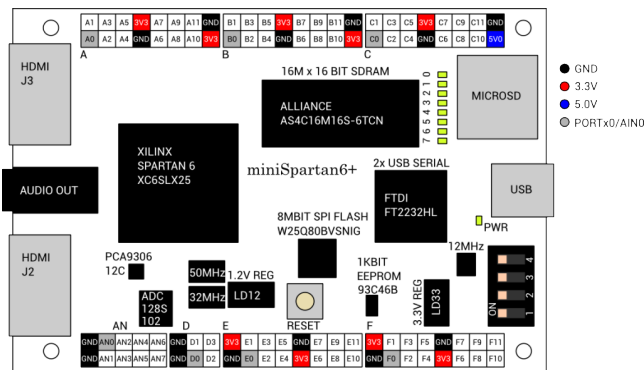 A1 A3 A5 3V3 A7 A9 A11 GND
A0 A2 A4 GND A6 A8 A10 3V3
A
B1 B3 B5 3V3 B7 B9 B11 GND
B0 B2 B4 GND B6 B8 B10 3V3
B
C1 C3 C5 3V3 C7 C9 C11 GND
C0 C2 C4 GND C6 C8 C10 5V0
C
GND
3.3V
5.0V
PORTx0/AIN0
HDMI
J3
16M x 16 BIT SDRAM
ALLIANCE
AS4C16M16S-6TCN
7 6 5 4 3 2 1 0
MICROSD
XILINX
SPARTAN 6
XC6SLX25
miniSpartan6+
2x USB SERIAL
FTDI
FT2232HL
AUDIO OUT
USB
PWR
8MBIT SPI FLASH
W25Q80BVSNIG
HDMI
J2
PCA9306
12C
50MHz
32MHz
1.2V REG
LD12
ADC
128S
102
RESET
1KBIT
EEPROM
93C46B
3.3V REG
LD33
12MHz
ON
1 2 3 4
AN
GND AN0 AN2 AN4 AN6
GND AN1 AN3 AN5 AN7
D
GND D1 D3
GND D0 D2
E
3V3 E1 E3 E5 GND E7 E9 E11
GND E0 E2 E4 3V3 E6 E8 E10
F
3V3 F1 F3 F5 GND F7 F9 F11
GND F0 F2 F4 3V3 F6 F8 F10